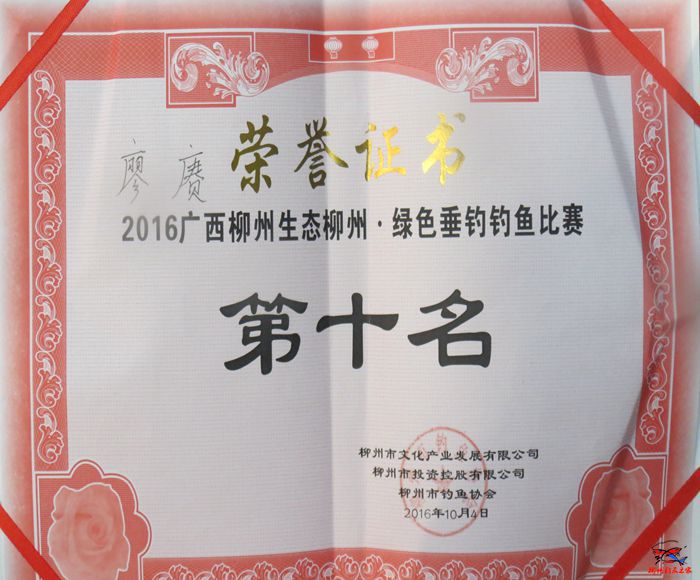 荣誉证书
廖赓
2016广西柳州生态柳州·绿色垂钓钓鱼比赛
第十名
柳州市文化产业发展有限公司
柳州市投资控股有限公司
柳州市钓鱼协会
2016年10月4日